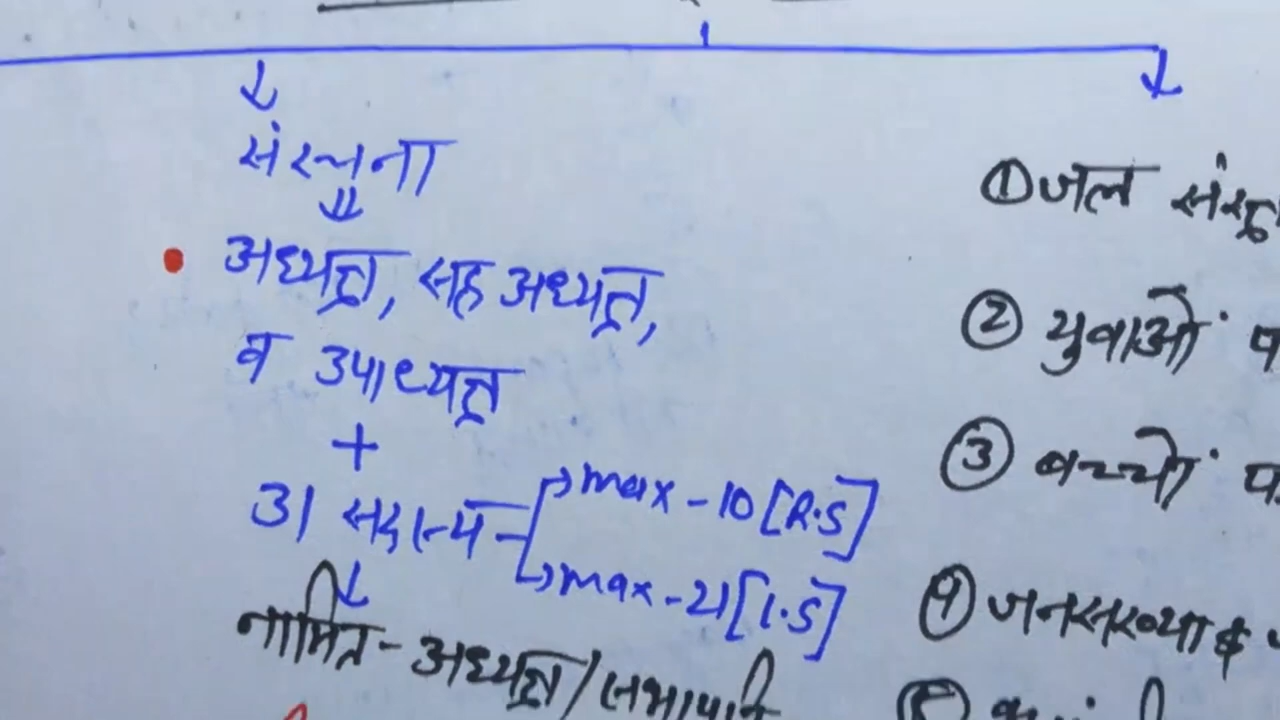 संरचना
अध्यक्ष, सह अध्यक्ष,
व उपाध्यक्ष
+
31 सदस्य
max-10 [R.S]
max-21 [L.S]
नामित - अध्यक्ष/सभापति
① जल
② युवाओं
③ बच्चों
④ जनसख्या